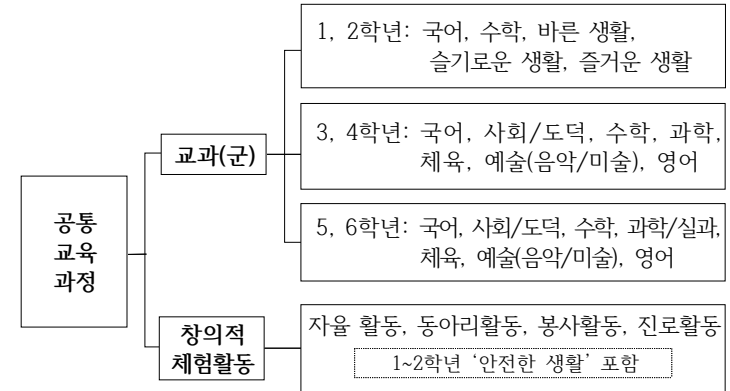 1, 2학년: 국어, 수학, 바른 생활,
슬기로운 생활, 즐거운 생활
3, 4학년: 국어, 사회/도덕, 수학, 과학,
체육, 예술(음악/미술), 영어
교과(군)
5, 6학년: 국어, 사회/도덕, 수학, 과학/실과,
체육, 예술(음악/미술), 영어
공통
교육
과정
창의적
체험활동
자율 활동, 동아리활동, 봉사활동, 진로활동
1~2학년 ‘안전한 생활’ 포함